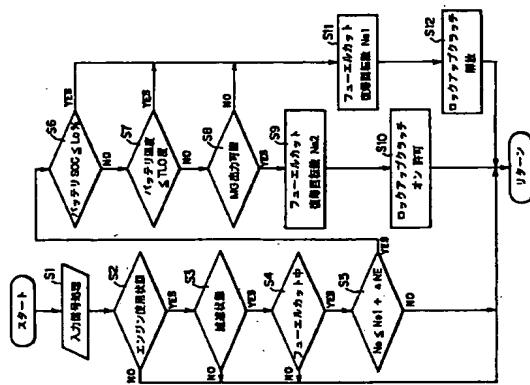 スタート
S1
入力信号処理
S2
エンジン使用状態
NO
YES
S3
減速状態
NO
YES
S4
フューエルカット中
NO
YES
S5
Ne≦Ne1+ΔNE
NO
YES
S6
バッテリSOC≦Lo%
YES
NO
S7
バッテリ温度
≦TLO度
YES
NO
S8
MG出力可能
NO
YES
S9
フューエルカット
復帰回転数 Ne2
S10
ロックアップクラッチ
オン 許可
S11
フューエルカット
復帰回転数 Ne1
S12
ロックアップクラッチ
解放
リターン